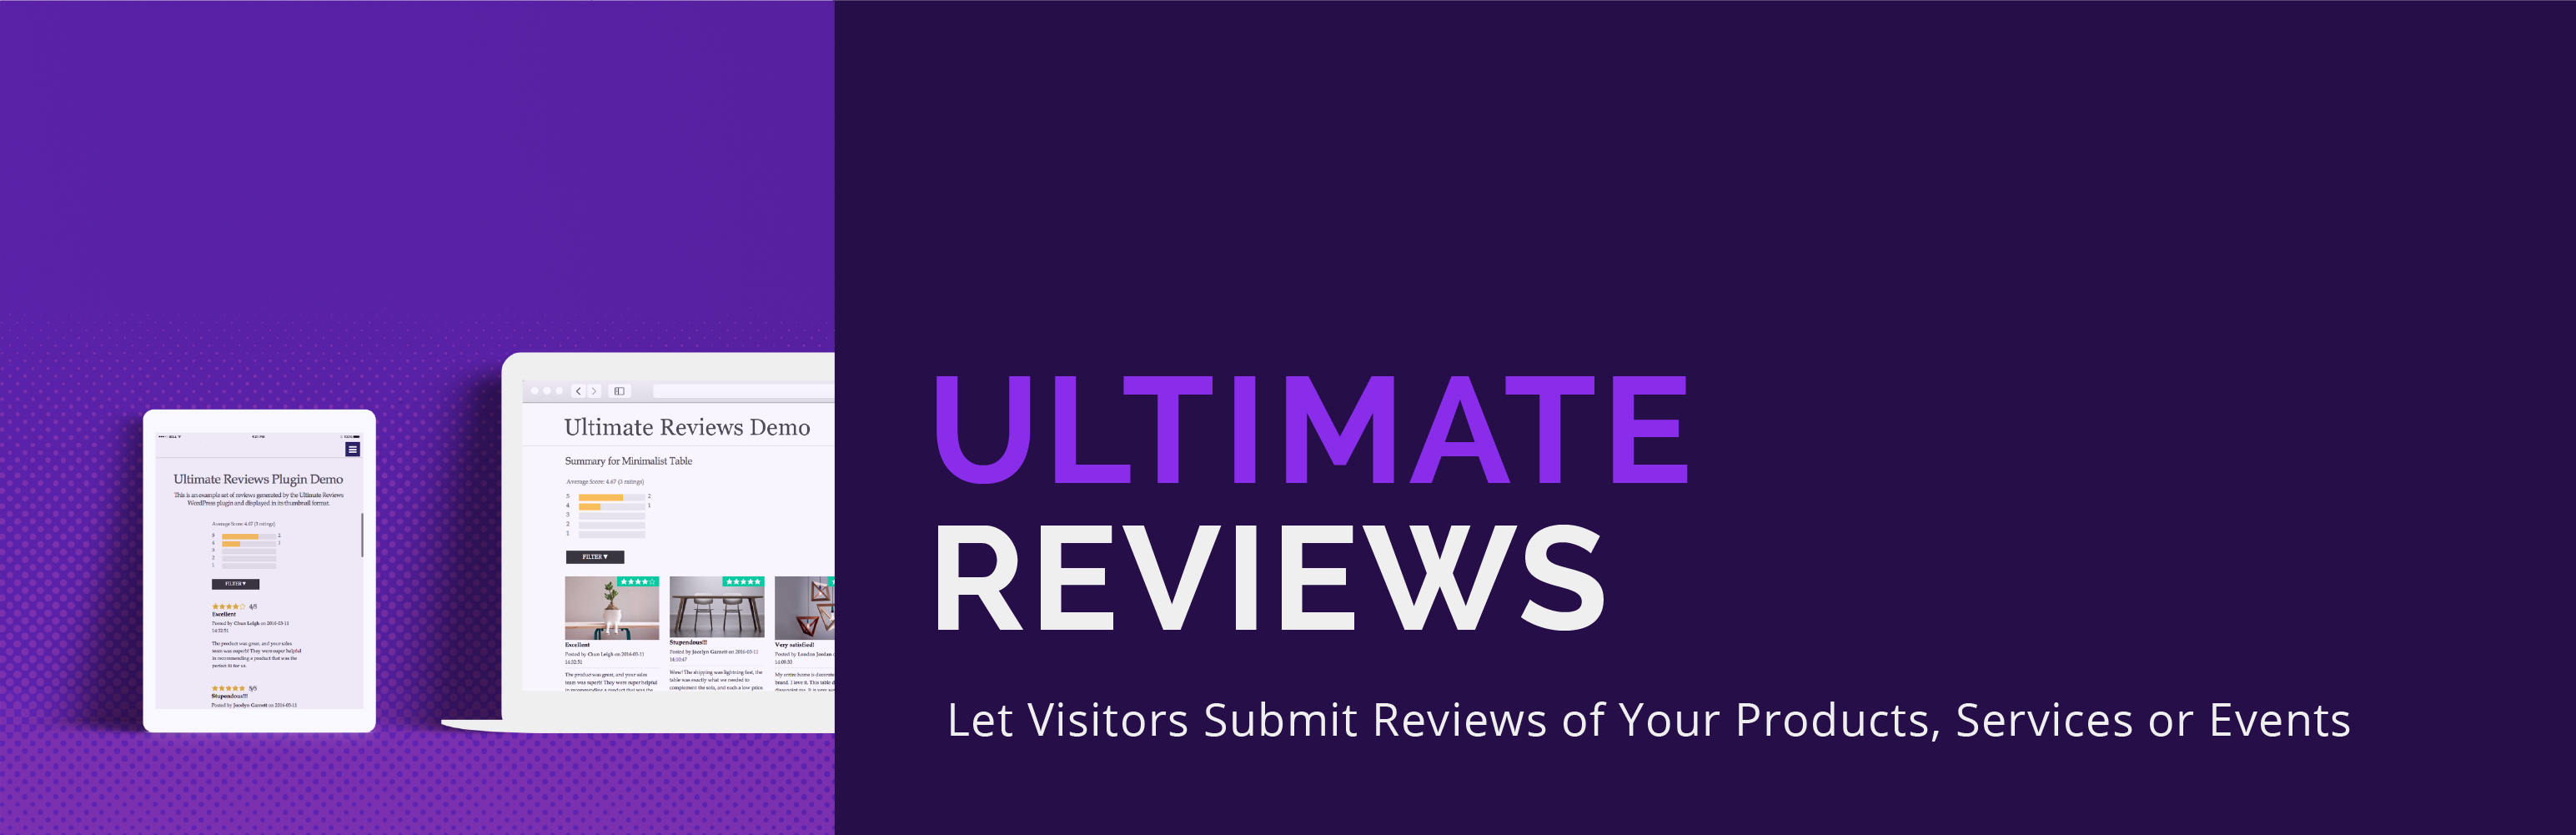 4:21 PM
Ultimate Reviews Plugin Demo
This is an example set of reviews generated by the Ultimate Reviews
WordPress plugin and displayed in its thumbnail format.
Average Score: 4.67 (3 ratings)
5 2
4 1
3
2
1
FILTER
4/5
Excellent
Posted by Chun Leigh on 2016-03-11
14:32:51
The product was great, and your sales
team was superb! They were super helpful
in recommending a product that was the
perfect fit for us.
5/5
Stupendous!!!
Posted by Jocelyn Garrett on 2016-03-11
Ultimate Reviews Demo
Summary for Minimalist Table
Average Score: 4.67 (3 ratings)
5 2
4 1
3
2
1
FILTER
Excellent
Posted by Chun Leigh on 2016-03-11
14:32:51
The product was great, and your sales
team was superb! They were super helpful
in recommending a product that was the
Stupendous!!!
Posted by Jocelyn Garrett on 2016-03-11
14:10:47
Wow! The shipping was lightning fast, the
table was exactly what we needed to
complement the sofa, and such a low price
Very satisfied!
Posted by London Jordan
14:09:30
My entire home is
brand. I love it. This table
ULTIMATE
REVIEWS
Let Visitors Submit Reviews of Your Products, Services or Events